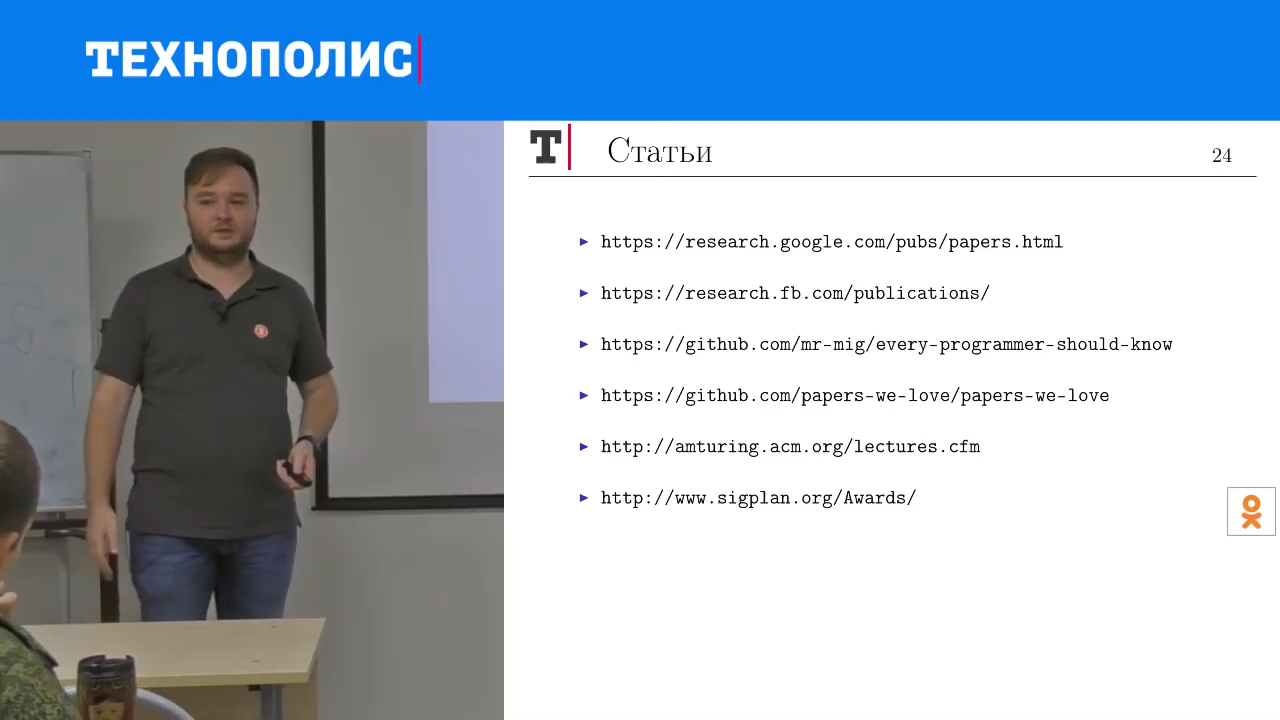 ТЕХНОПОЛИС
Т
Статьи
24
https://research.google.com/pubs/papers.html
https://research.fb.com/publications/
https://github.com/mr-mig/every-programmer-should-know
https://github.com/papers-we-love/papers-we-love
http://amturing.acm.org/lectures.cfm
http://www.sigplan.org/Awards/